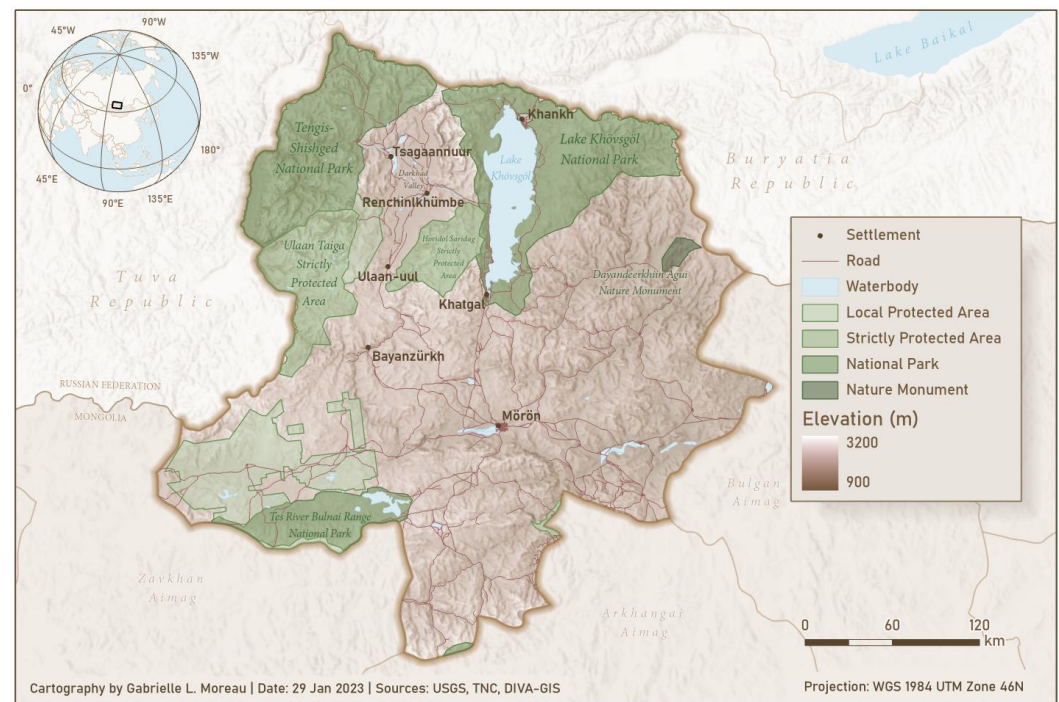 90°W
45°W
135°W
0°
180°
45°E
135°E
90°E
Lake Baikal
Khankh
Tengis-
Shishged
National Park
Tsagaannuur
Lake
Khövsgöl
Lake Khövsgöl
National Park
Buryatia
Republic
Darkhad
Valley
Renchinlkhümbe
Ulaan Taiga
Strictly
Protected
Area
Horidol Saridag
Strictly
Protected
Area
Ulaan-uul
Dayandeerkhiin Agui
Nature Monument
Tuva
Republic
Khatgal
Bayanzürkh
RUSSIAN FEDERATION
MONGOLIA
Mörön
Tes River Bulnai Range
National Park
Bulgan
Aimag
Zavkhan
Aimag
Arkhangai
Aimag
Settlement
Road
Waterbody
Local Protected Area
Strictly Protected Area
National Park
Nature Monument
Elevation (m)
3200
900
0 60 120
km
Cartography by Gabrielle L. Moreau | Date: 29 Jan 2023 | Sources: USGS, TNC, DIVA-GIS
Projection: WGS 1984 UTM Zone 46N